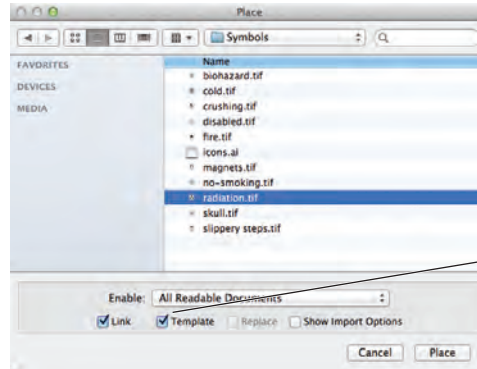 Place
Symbols
FAVORITES
DEVICES
MEDIA
Name
biohazard.tif
cold.tif
crushing.tif
disabled.tif
fire.tif
icons.ai
magnets.tif
no-smoking.tif
radiation.tif
skull.tif
slippery steps.tif
Enable: All Readable Documents
Link Template Replace Show Import Options
Cancel Place